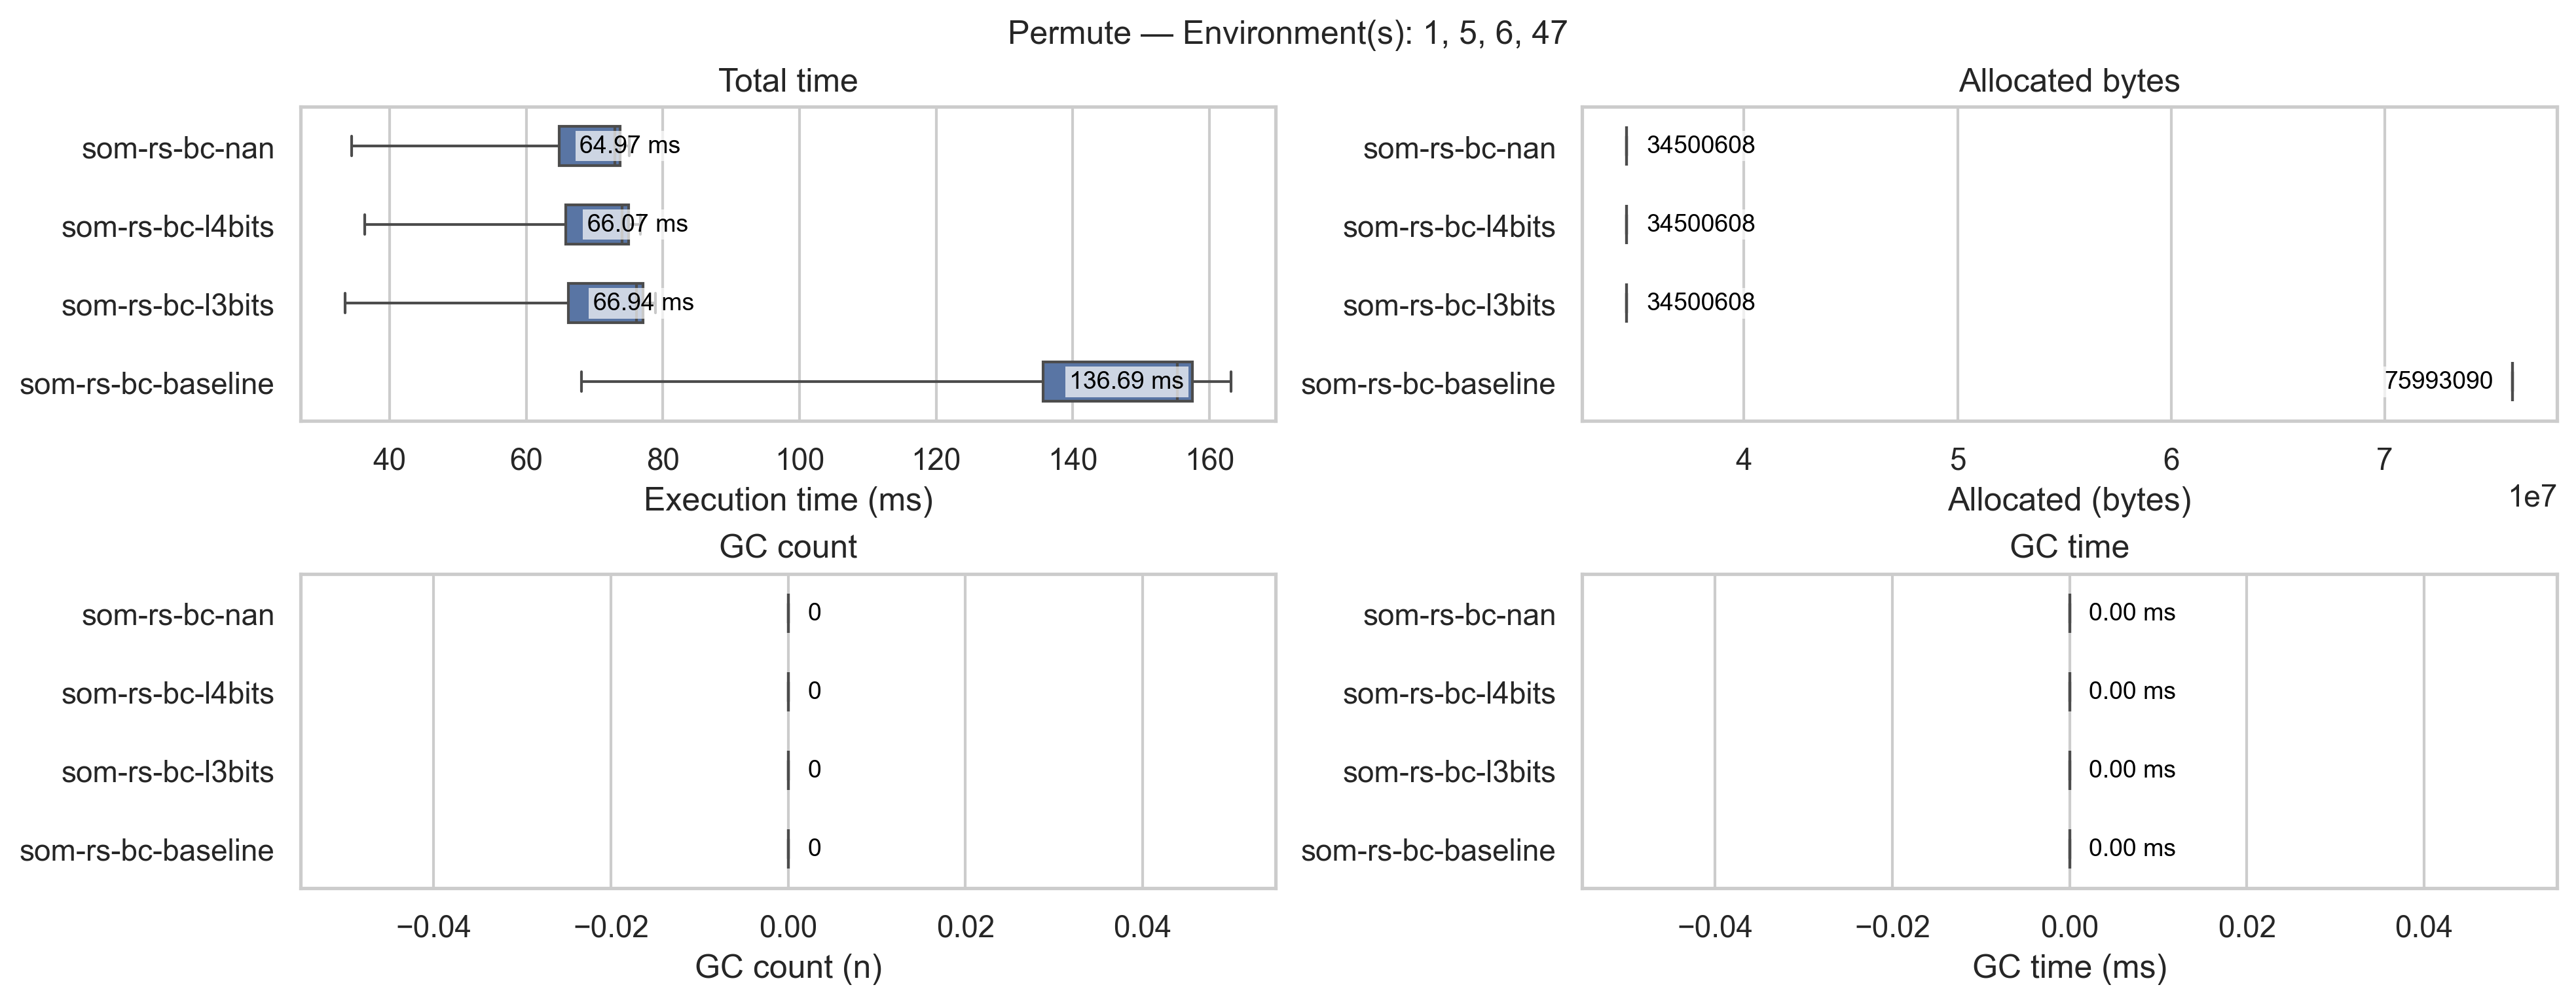 Permute — Environment(s): 1, 5, 6, 47
Total time
som-rs-bc-nan
64.97 ms
som-rs-bc-l4bits
66.07 ms
som-rs-bc-l3bits
66.94 ms
som-rs-bc-baseline
136.69 ms
40 60 80 100 120 140 160
Execution time (ms)
Allocated bytes
som-rs-bc-nan
34500608
som-rs-bc-l4bits
34500608
som-rs-bc-l3bits
34500608
som-rs-bc-baseline
75993090
4 5 6 7
1e7
Allocated (bytes)
GC count
som-rs-bc-nan
0
som-rs-bc-l4bits
0
som-rs-bc-l3bits
0
som-rs-bc-baseline
0
−0.04 −0.02 0.00 0.02 0.04
GC count (n)
GC time
som-rs-bc-nan
0.00 ms
som-rs-bc-l4bits
0.00 ms
som-rs-bc-l3bits
0.00 ms
som-rs-bc-baseline
0.00 ms
−0.04 −0.02 0.00 0.02 0.04
GC time (ms)